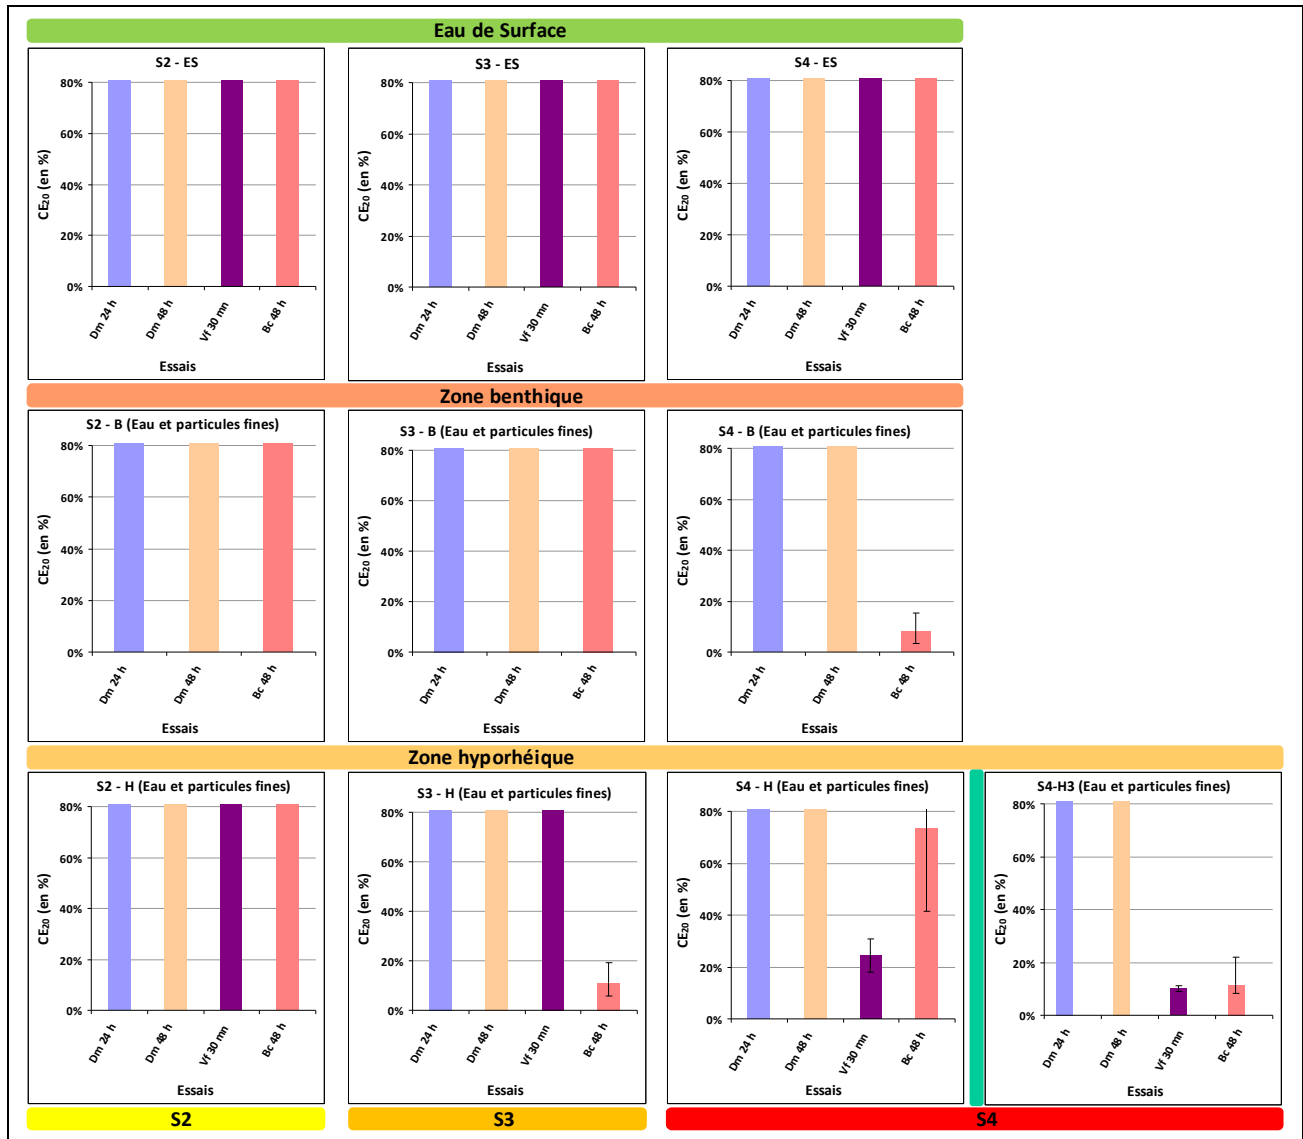 Eau de Surface
S2 - ES
80%
60%
40%
20%
0%
CE₂₀ (en %)
Dm 24 h
Dm 48 h
Vf 30 mn
Bc 48 h
Essais
S3 - ES
80%
60%
40%
20%
0%
CE₂₀ (en %)
Dm 24 h
Dm 48 h
Vf 30 mn
Bc 48 h
Essais
S4 - ES
80%
60%
40%
20%
0%
CE₂₀ (en %)
Dm 24 h
Dm 48 h
Vf 30 mn
Bc 48 h
Essais
Zone benthique
S2 - B (Eau et particules fines)
80%
60%
40%
20%
0%
CE₂₀ (en %)
Dm 24 h
Dm 48 h
Bc 48 h
Essais
S3 - B (Eau et particules fines)
80%
60%
40%
20%
0%
CE₂₀ (en %)
Dm 24 h
Dm 48 h
Bc 48 h
Essais
S4 - B (Eau et particules fines)
80%
60%
40%
20%
0%
CE₂₀ (en %)
Dm 24 h
Dm 48 h
Bc 48 h
Essais
Zone hyporhéique
S2 - H (Eau et particules fines)
80%
60%
40%
20%
0%
CE₂₀ (en %)
Dm 24 h
Dm 48 h
Vf 30 mn
Bc 48 h
Essais
S3 - H (Eau et particules fines)
80%
60%
40%
20%
0%
CE₂₀ (en %)
Dm 24 h
Dm 48 h
Vf 30 mn
Bc 48 h
Essais
S4 - H (Eau et particules fines)
80%
60%
40%
20%
0%
CE₂₀ (en %)
Dm 24 h
Dm 48 h
Vf 30 mn
Bc 48 h
Essais
S4-H3 (Eau et particules fines)
80%
60%
40%
20%
0%
CE₂₀ (en %)
Dm 24 h
Dm 48 h
Vf 30 mn
Bc 48 h
Essais
S2
S3
S4